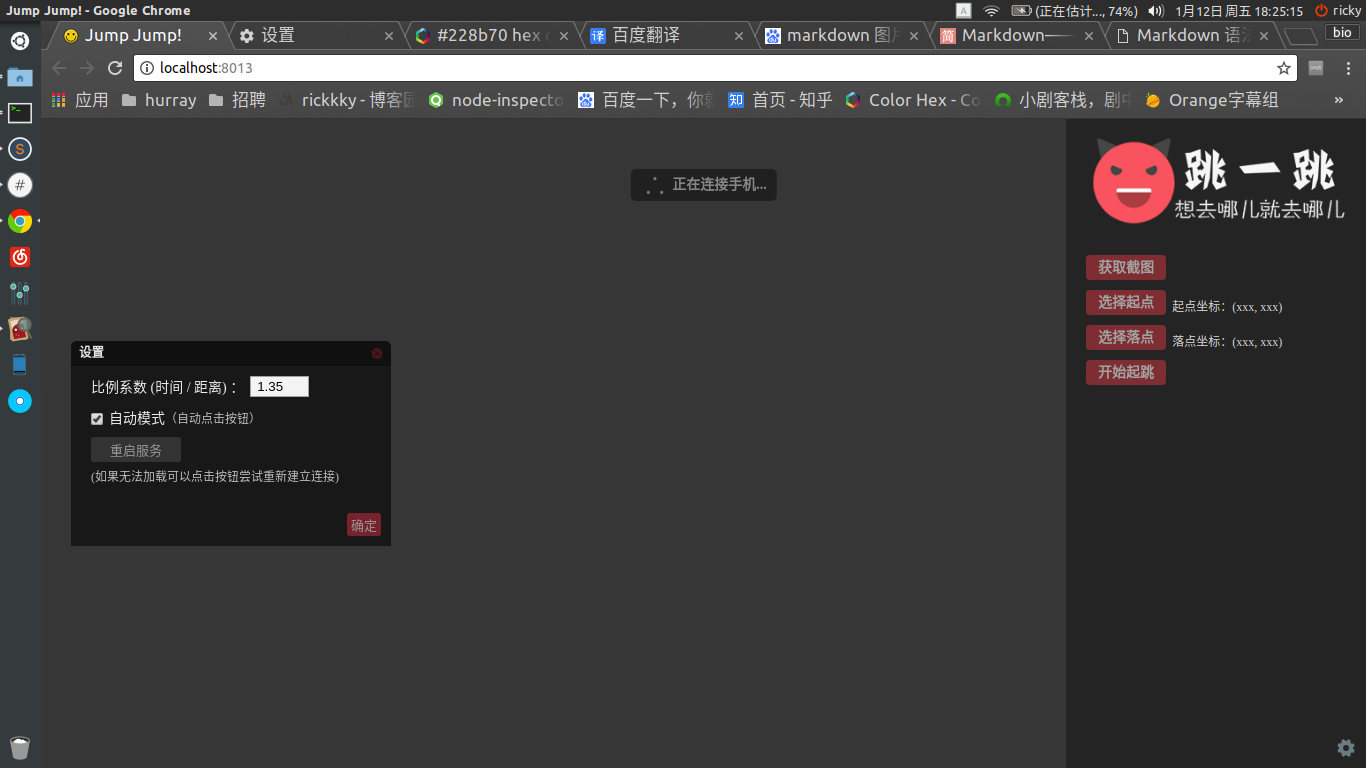 Jump Jump! - Google Chrome
(正在估计..., 74%)
1月12日 周五 18:25:15
ricky
Jump Jump!
设置
#228b70 hex
百度翻译
markdown 图
Markdown——
Markdown 语
bio
localhost:8013
应用
hurray
招聘
rickkky - 博客园
node-inspecto
百度一下，你就
首页 - 知乎
Color Hex - Co
小剧客栈，剧中
Orange字幕组
»
正在连接手机...
跳一跳
想去哪儿就去哪儿
获取截图
选择起点 起点坐标：(xxx, xxx)
选择落点 落点坐标：(xxx, xxx)
开始起跳
设置
比例系数 (时间 / 距离)： 1.35
自动模式（自动点击按钮）
重启服务
(如果无法加载可以点击按钮尝试重新建立连接)
确定